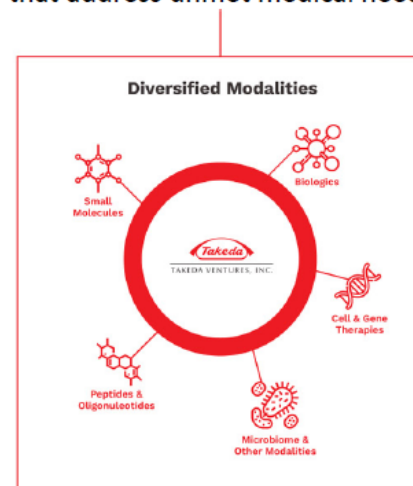 that address unmet medical need
Diversified Modalities
Biologics
Small
Molecules
Takeda
TAKEDA VENTURES, INC.
Cell & Gene
Therapies
Peptides &
Oligonucleotides
Microbiome &
Other Modalities